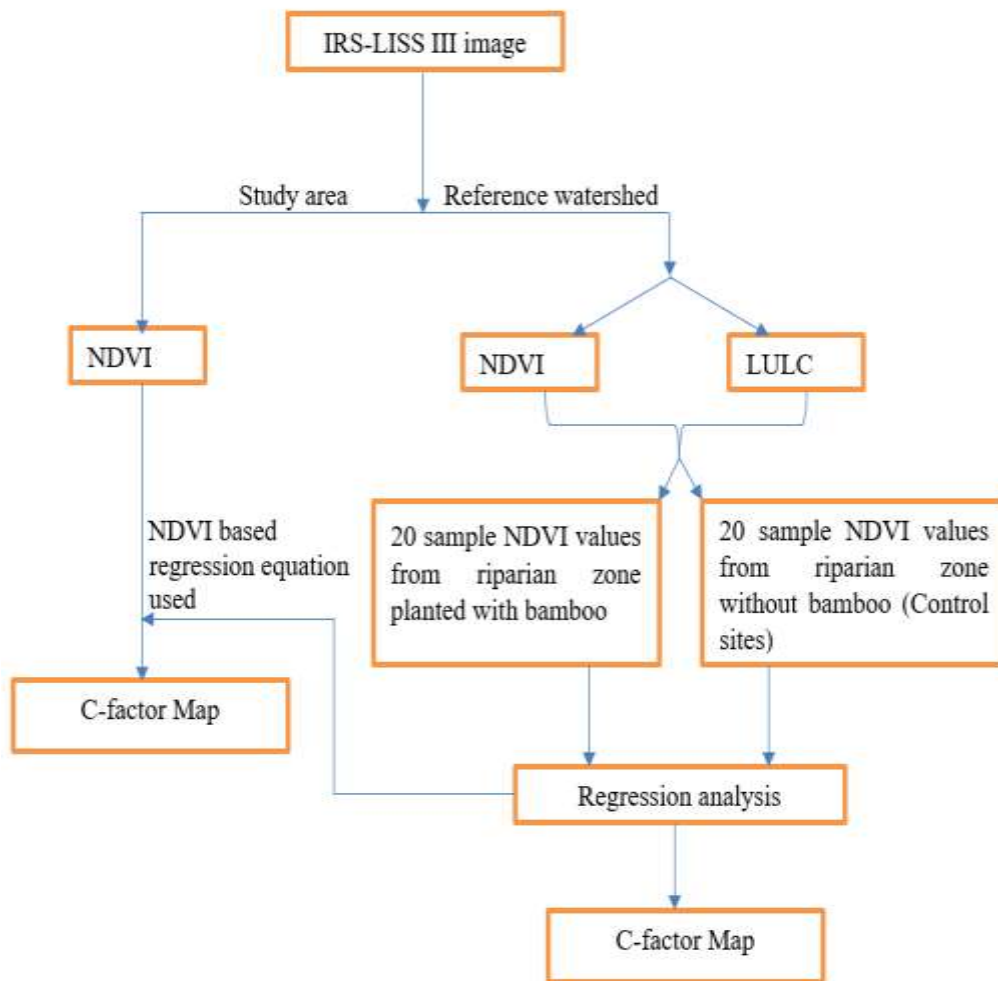 IRS-LISS III image
Study area
Reference watershed
NDVI
NDVI
LULC
NDVI based
regression equation
used
20 sample NDVI values
from riparian zone
planted with bamboo
20 sample NDVI values
from riparian zone
without bamboo (Control
sites)
C-factor Map
Regression analysis
C-factor Map